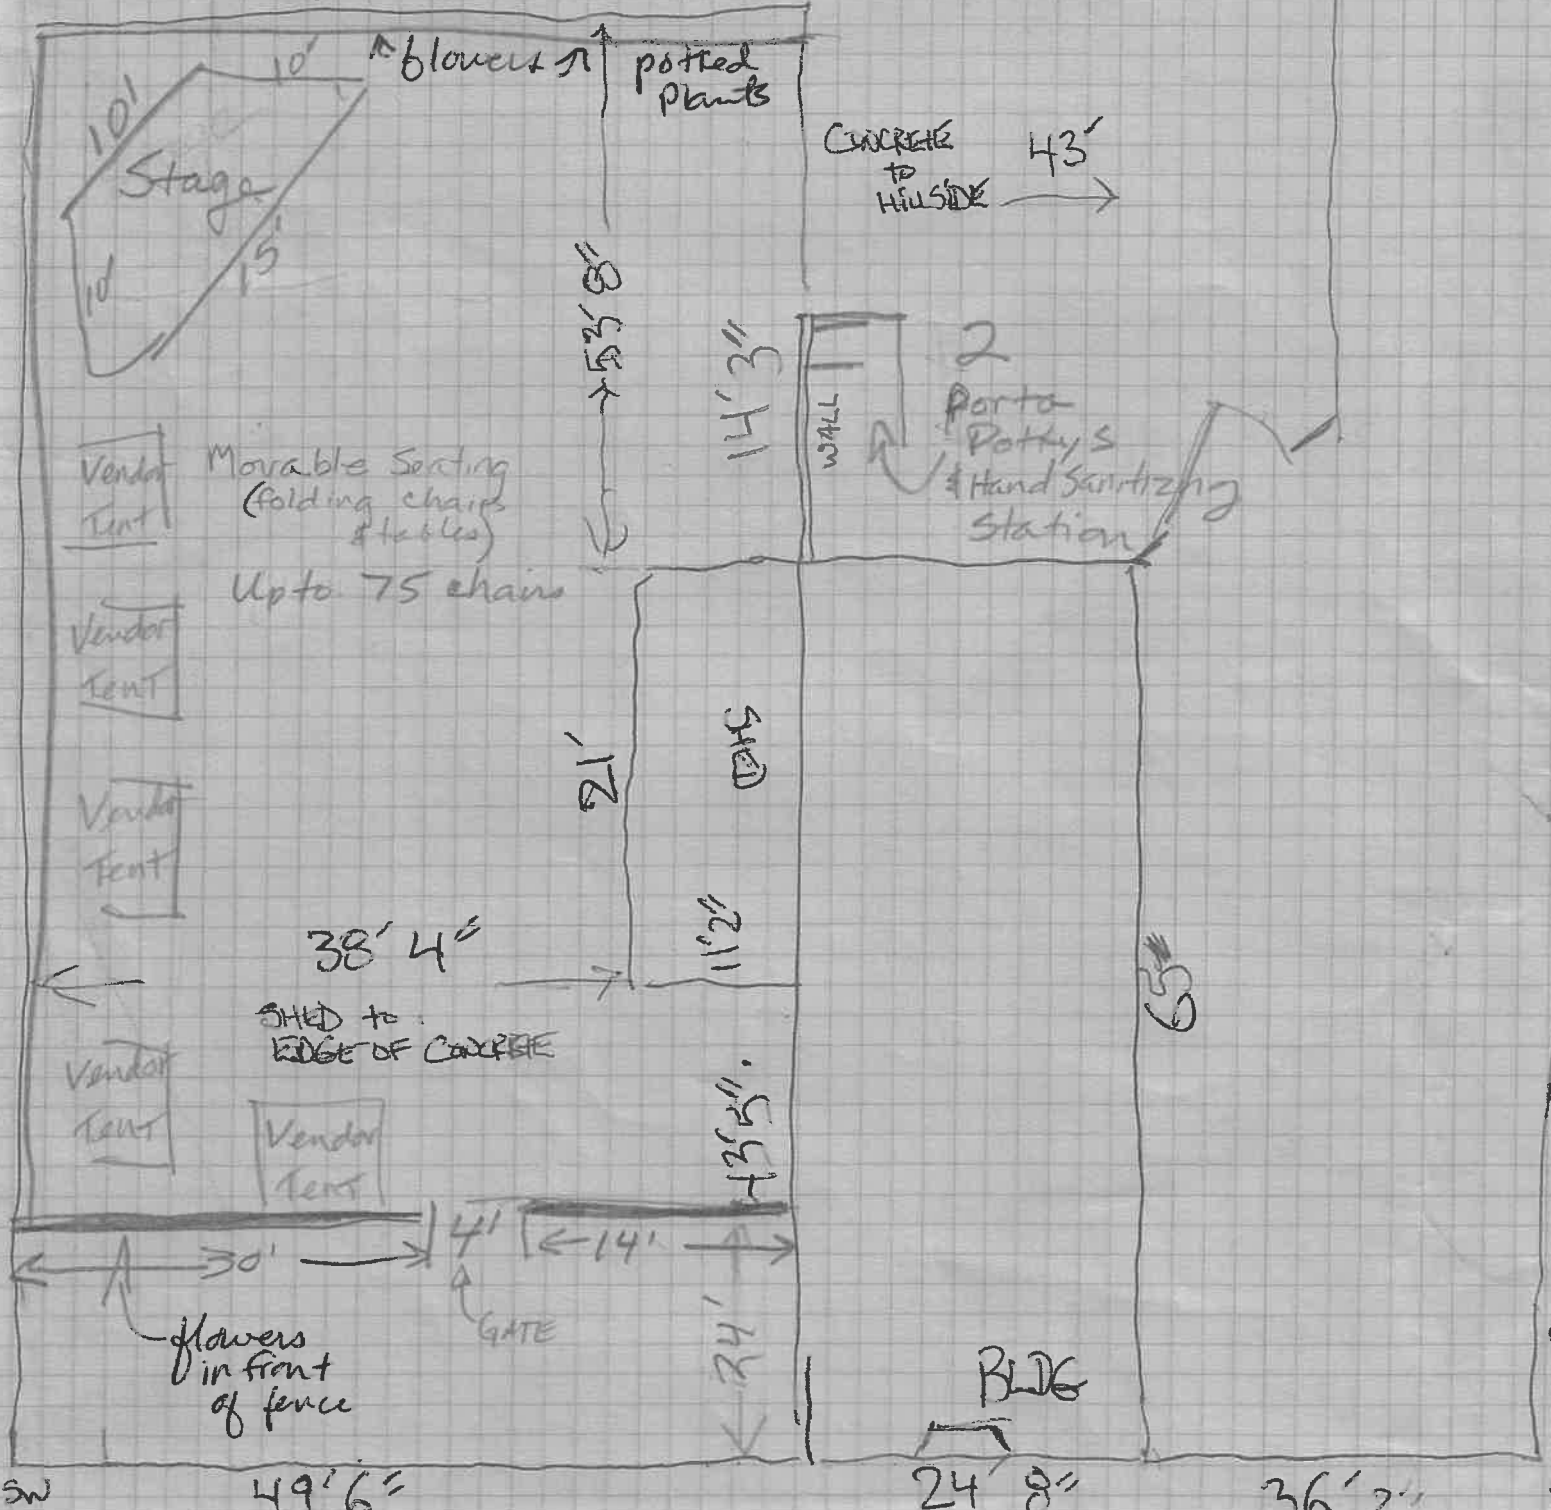 10'
↑ flowers ↗
potted
Plants
10'
Stage
CONCRETE
to
HILLSIDE
43' →
53' 8"
15'
10'
14' 3"
WALL
2
Porta
Pottys
& Hand Sanitizing
Station
Vendor
Tent
Movable Seating
(folding chairs
& tables)
Up to 75 chairs
Vendor
Tent
SHED
21'
Vendor
Tent
11'2"
38' 4"
SHED to
EDGE OF CONCRETE
63'
Vendor
Tent
Vendor
Tent
30'
4'
14'
GATE
24'
flowers
in front
of fence
BLDG
SW
49' 6"
24' 8"
36'